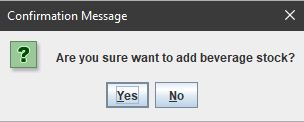 Confirmation Message
?
Are you sure want to add beverage stock?
Yes
No